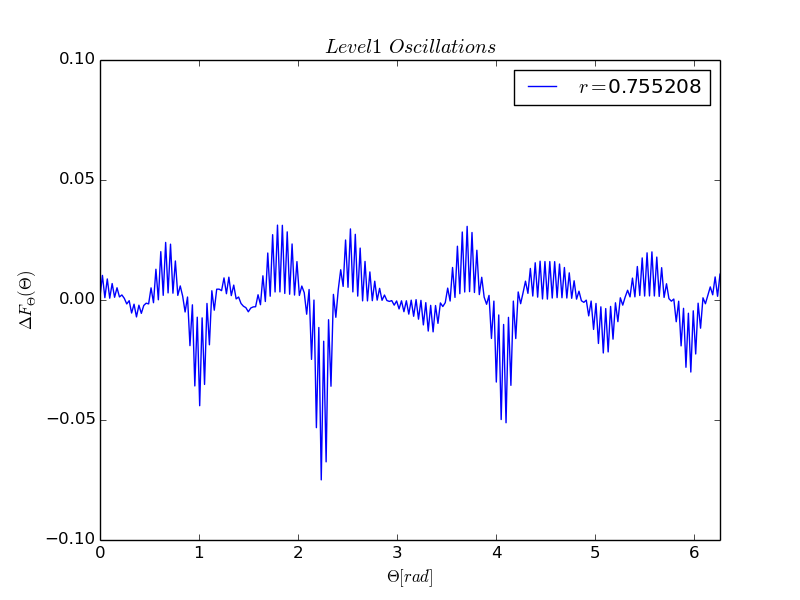 Level1 Oscillations
r=0.755208
0.10
0.05
0.00
−0.05
−0.10
ΔF_Θ(Θ)
0 1 2 3 4 5 6
Θ[rad]